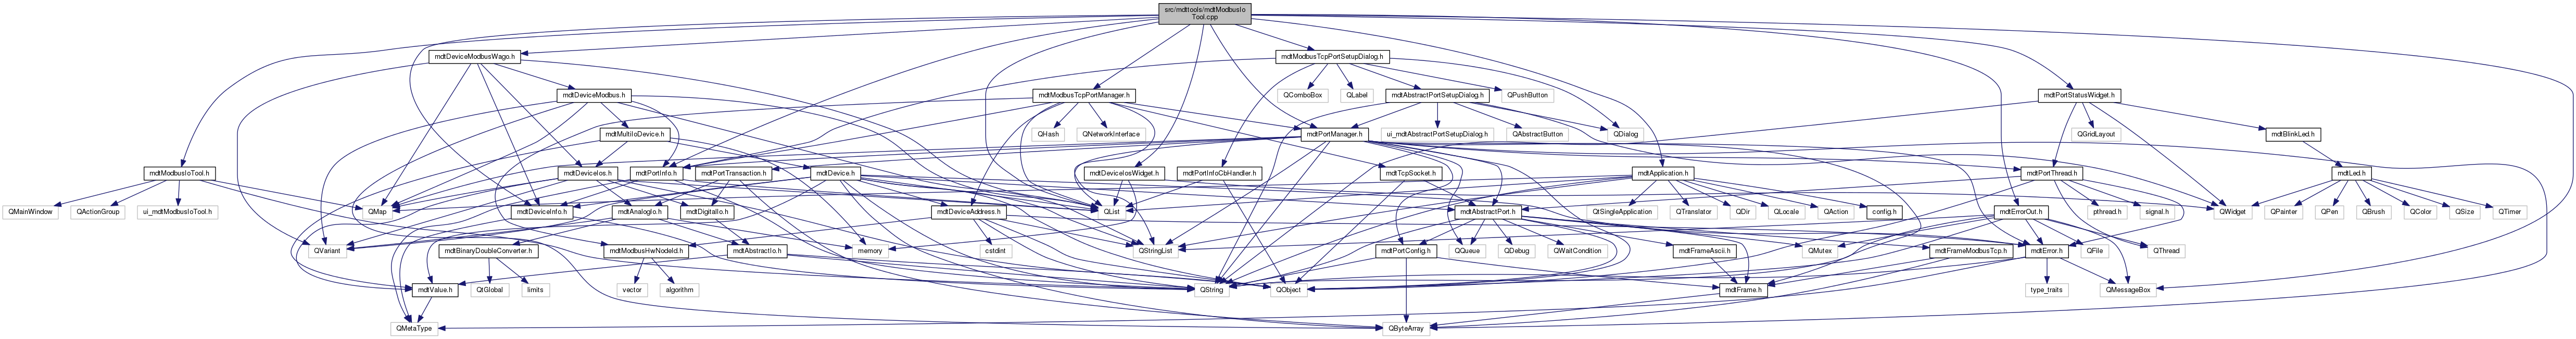 src/mdttools/mdtModbusIo
Tool.cpp
mdtDeviceModbusWago.h
mdtModbusTcpPortSetupDialog.h
mdtDeviceModbus.h
mdtModbusTcpPortManager.h
QComboBox
QLabel
mdtAbstractPortSetupDialog.h
QPushButton
mdtPortStatusWidget.h
mdtMultiIoDevice.h
QHash
QNetworkInterface
mdtPortManager.h
ui_mdtAbstractPortSetupDialog.h
QAbstractButton
QDialog
QGridLayout
mdtBlinkLed.h
mdtModbusIoTool.h
mdtDeviceIos.h
mdtPortInfo.h
mdtPortTransaction.h
mdtDevice.h
mdtDeviceIosWidget.h
mdtPortInfoCbHandler.h
mdtTcpSocket.h
mdtApplication.h
mdtPortThread.h
mdtLed.h
QMainWindow
QActionGroup
ui_mdtModbusIoTool.h
QMap
mdtDeviceInfo.h
mdtAnalogIo.h
mdtDigitalIo.h
QList
mdtDeviceAddress.h
mdtAbstractPort.h
QtSingleApplication
QTranslator
QDir
QLocale
QAction
config.h
mdtErrorOut.h
pthread.h
signal.h
QWidget
QPainter
QPen
QBrush
QColor
QSize
QTimer
QVariant
mdtBinaryDoubleConverter.h
mdtModbusHwNodeId.h
mdtAbstractIo.h
memory
QStringList
cstdint
mdtPortConfig.h
QQueue
QDebug
QWaitCondition
mdtFrameAscii.h
QMutex
mdtFrameModbusTcp.h
mdtError.h
QFile
QThread
mdtValue.h
QtGlobal
limits
vector
algorithm
QString
QObject
mdtFrame.h
type_traits
QMessageBox
QMetaType
QByteArray